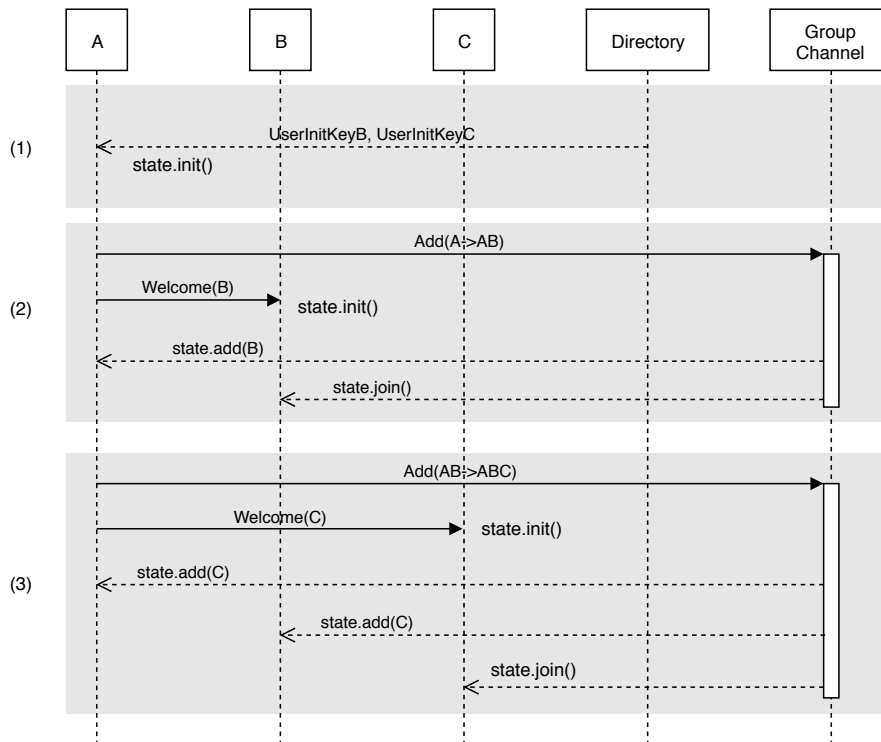 A
B
C
Directory
Group
Channel
(1)
UserInitKeyB, UserInitKeyC
state.init()
(2)
Add(A->AB)
Welcome(B)
state.init()
state.add(B)
state.join()
(3)
Add(AB->ABC)
Welcome(C)
state.init()
state.add(C)
state.add(C)
state.join()